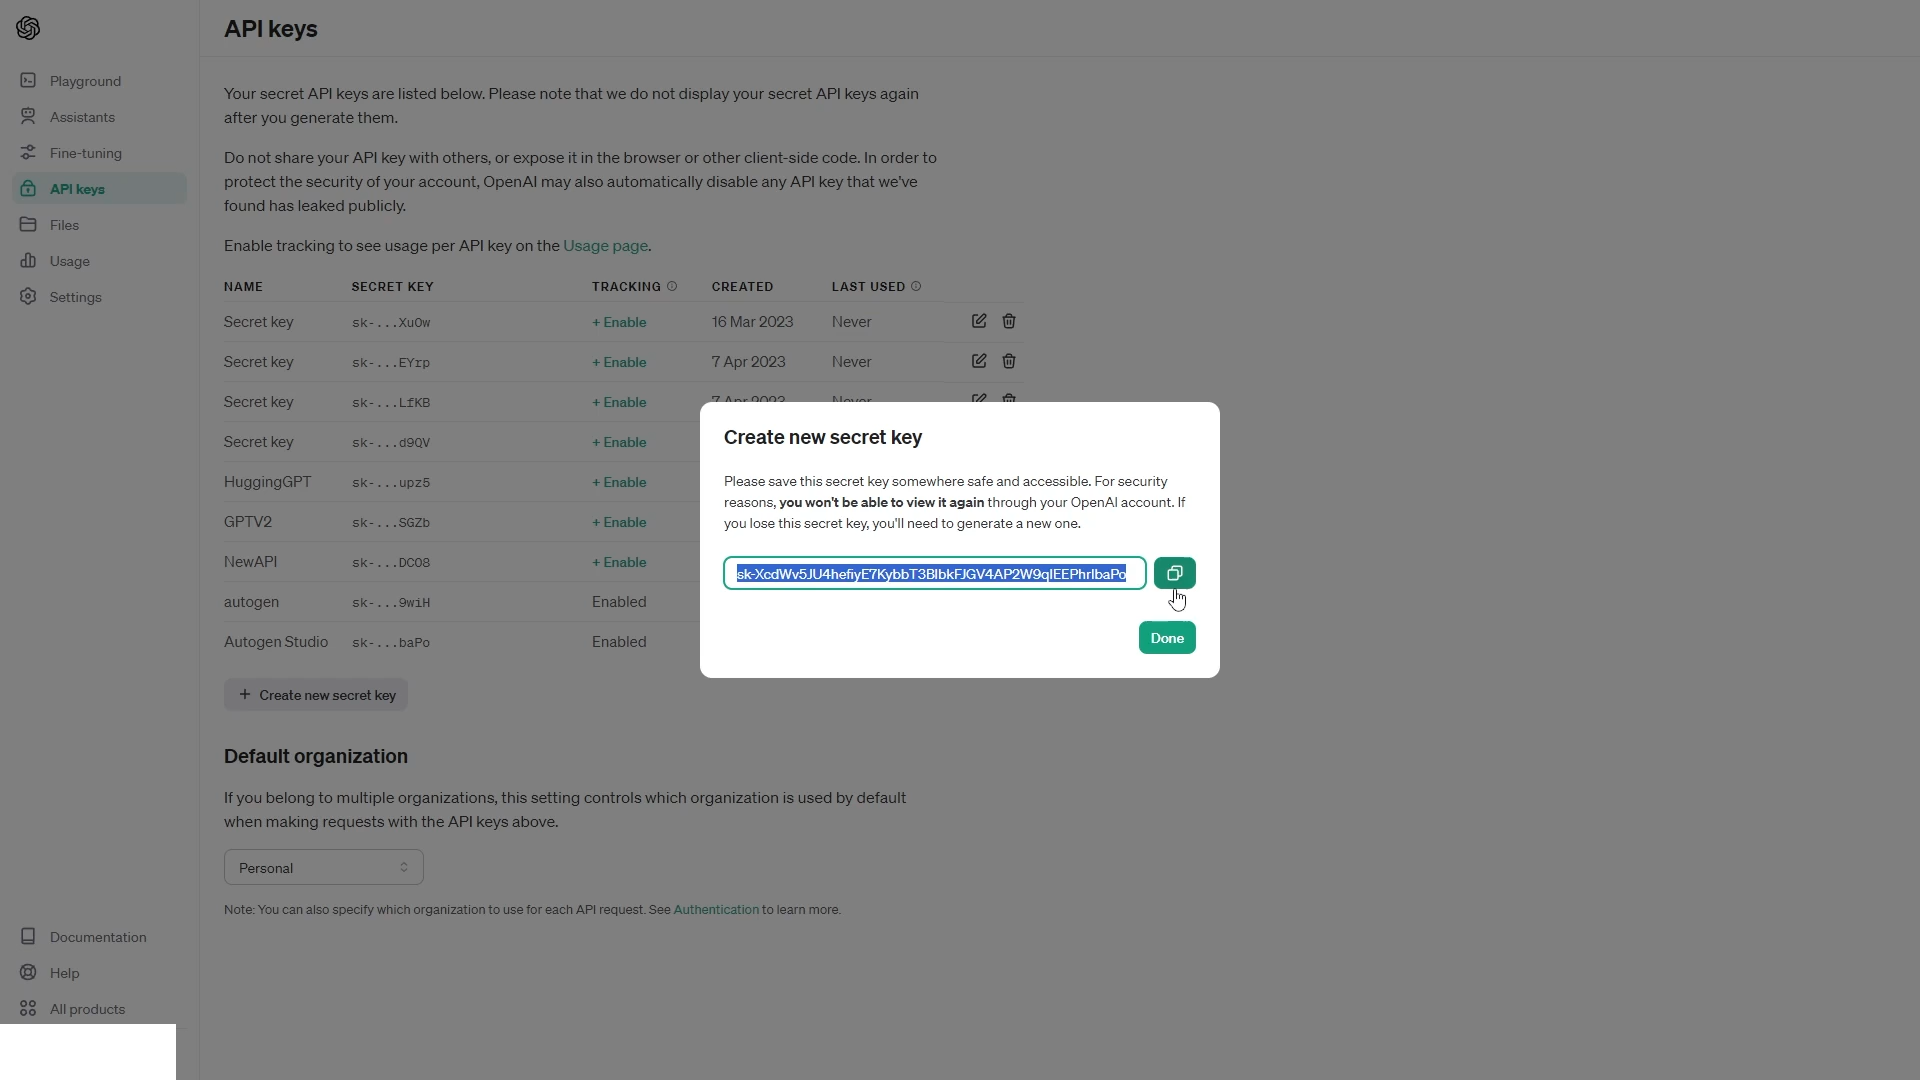 API keys
Playground
Assistants
Fine-tuning
API keys
Files
Usage
Settings
Your secret API keys are listed below. Please note that we do not display your secret API keys again
after you generate them.
Do not share your API key with others, or expose it in the browser or other client-side code. In order to
protect the security of your account, OpenAI may also automatically disable any API key that we've
found has leaked publicly.
Enable tracking to see usage per API key on the Usage page.
NAME SECRET KEY TRACKING CREATED LAST USED
Secret key sk-...XuOw + Enable 16 Mar 2023 Never
Secret key sk-...EYrp + Enable 7 Apr 2023 Never
Secret key sk-...LfKB + Enable 7 Apr 2023 Never
Secret key sk-...d9QV + Enable
HuggingGPT sk-...upz5 + Enable
GPTV2 sk-...SGZb + Enable
NewAPI sk-...DCO8 + Enable
autogen sk-...9wiH Enabled
Autogen Studio sk-...baPo Enabled
+ Create new secret key
Create new secret key
Please save this secret key somewhere safe and accessible. For security
reasons, you won't be able to view it again through your OpenAI account. If
you lose this secret key, you'll need to generate a new one.
Done
Default organization
If you belong to multiple organizations, this setting controls which organization is used by default
when making requests with the API keys above.
Personal
Note: You can also specify which organization to use for each API request. See Authentication to learn more.
Documentation
Help
All products